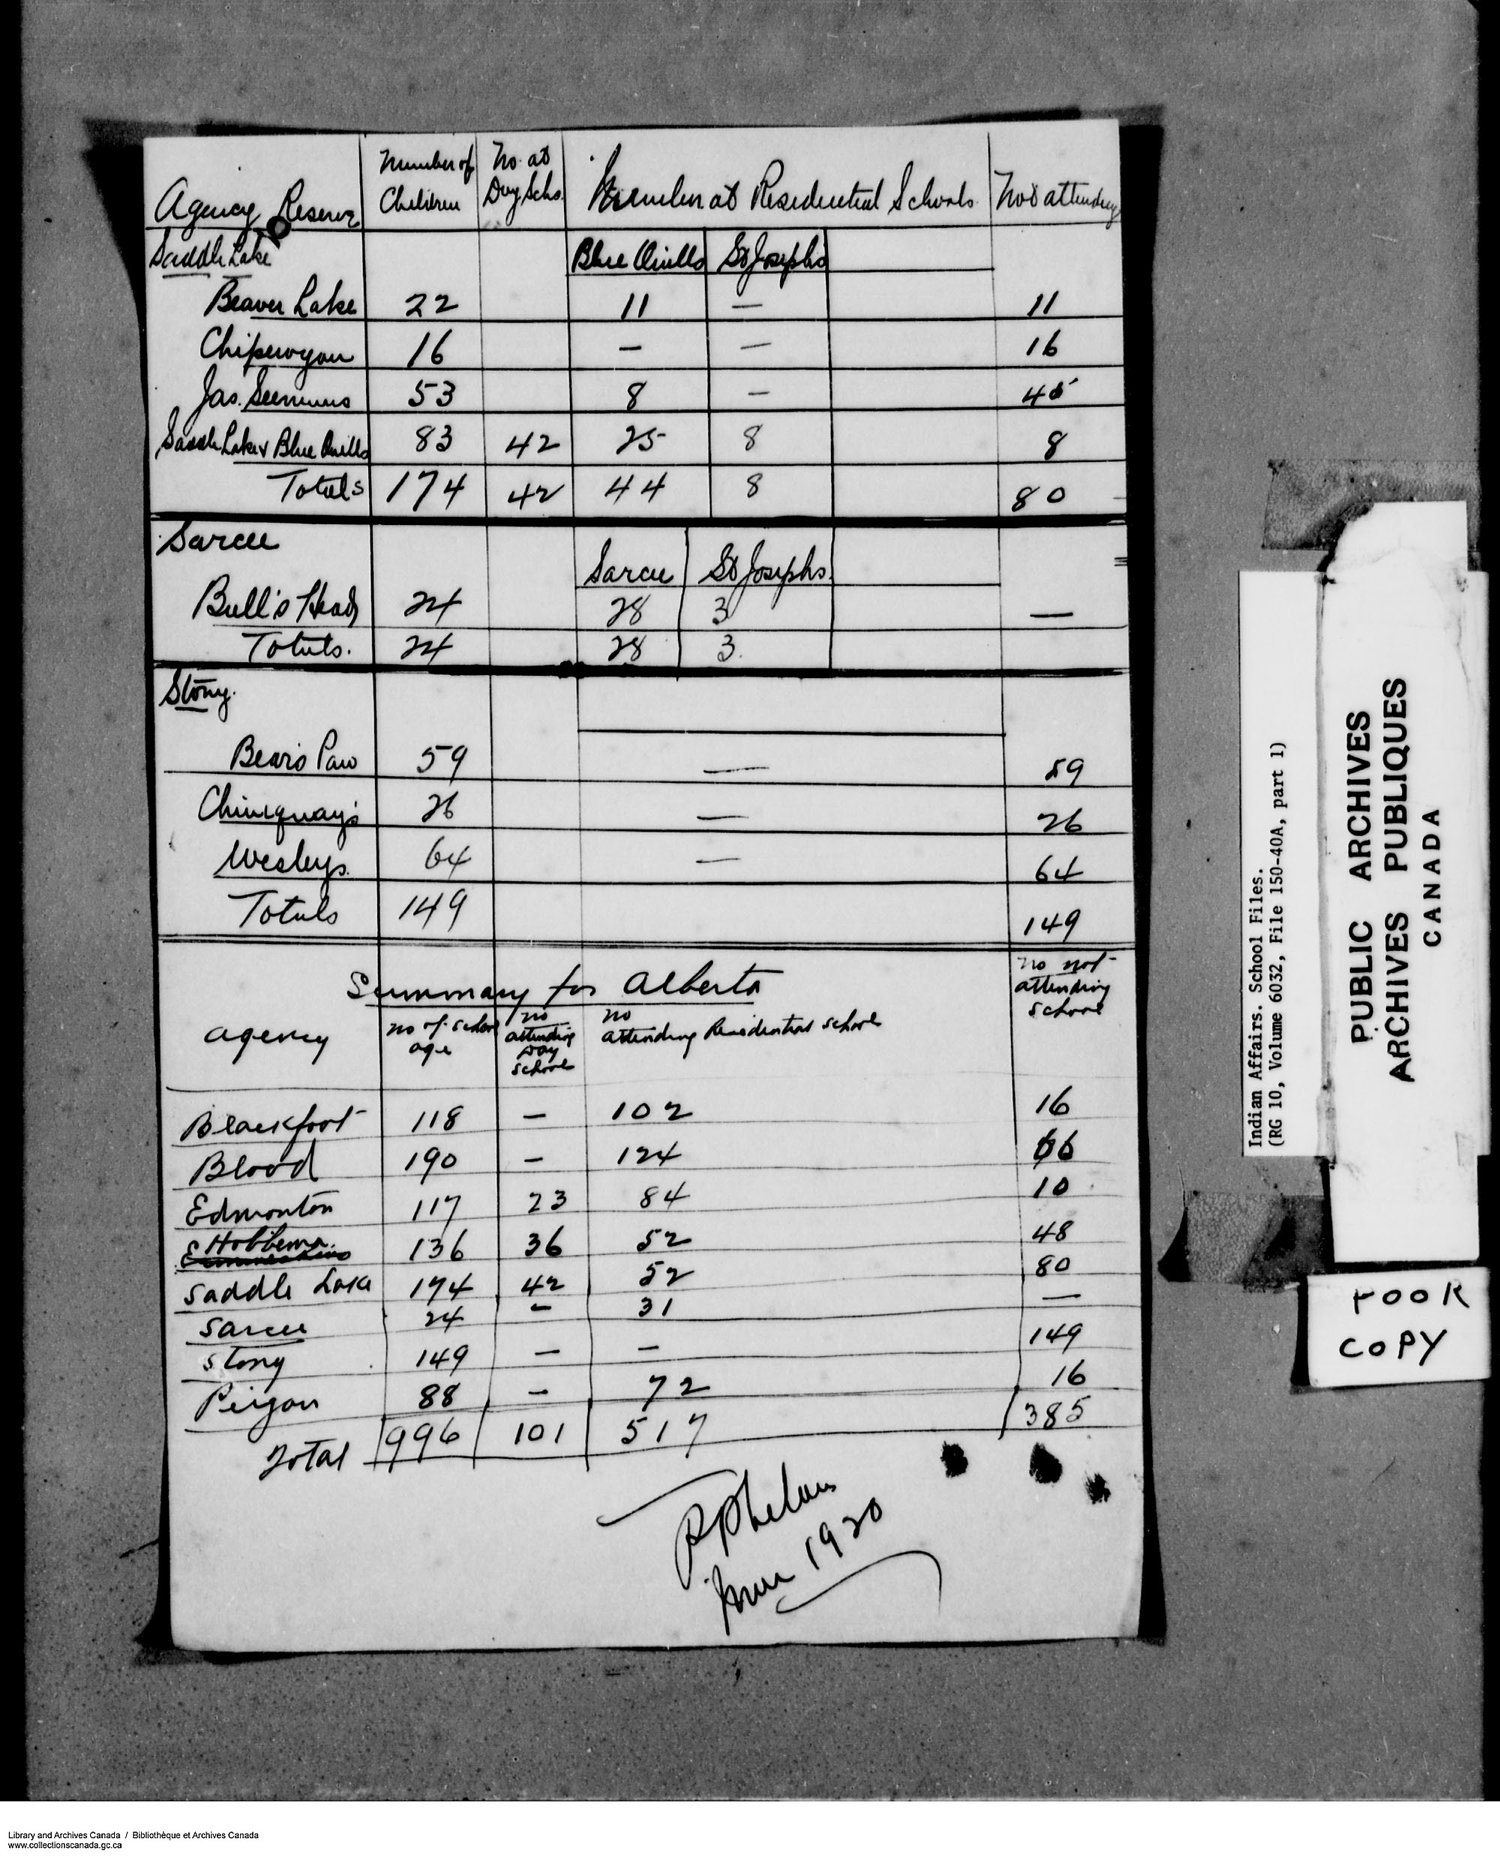 Agency Reserve Number of Children No. at Day Schs. Number at Residential Schools Not attending
Saddle Lake Blue Quills St Josephs
Beaver Lake 22 11 — 11
Chipewyan 16 — — 16
Jas. Seenums 53 8 — 45
Saddle Lake & Blue Quills 83 42 25 8 8
Totals 174 42 44 8 80
Sarcee Sarcee St Josephs
Bull's Head 24 28 3 —
Totals. 24 28 3.
Stony.
Bear's Paw 59 — 59
Chiniquay's 26 — 26
Wesleys. 64 — 64
Totals 149 149
Summary for Alberta
Agency no of school age no attending Day school no attending Residential school no not attending school
Blackfoot 118 — 102 16
Blood 190 — 124 66
Edmonton 117 23 84 10
Hobbema. 136 36 52 48
Saddle Lake 174 42 52 80
Sarcee 24 — 31 —
Stony 149 — — 149
Peigan 88 — 72 16
Total 996 101 517 385
P Phelan
June 1920
Indian Affairs. School Files.
(RG 10, Volume 6032, File 150-40A, part 1)
PUBLIC ARCHIVES
ARCHIVES PUBLIQUES
CANADA
POOR
COPY
Library and Archives Canada / Bibliothèque et Archives Canada
www.collectionscanada.gc.ca